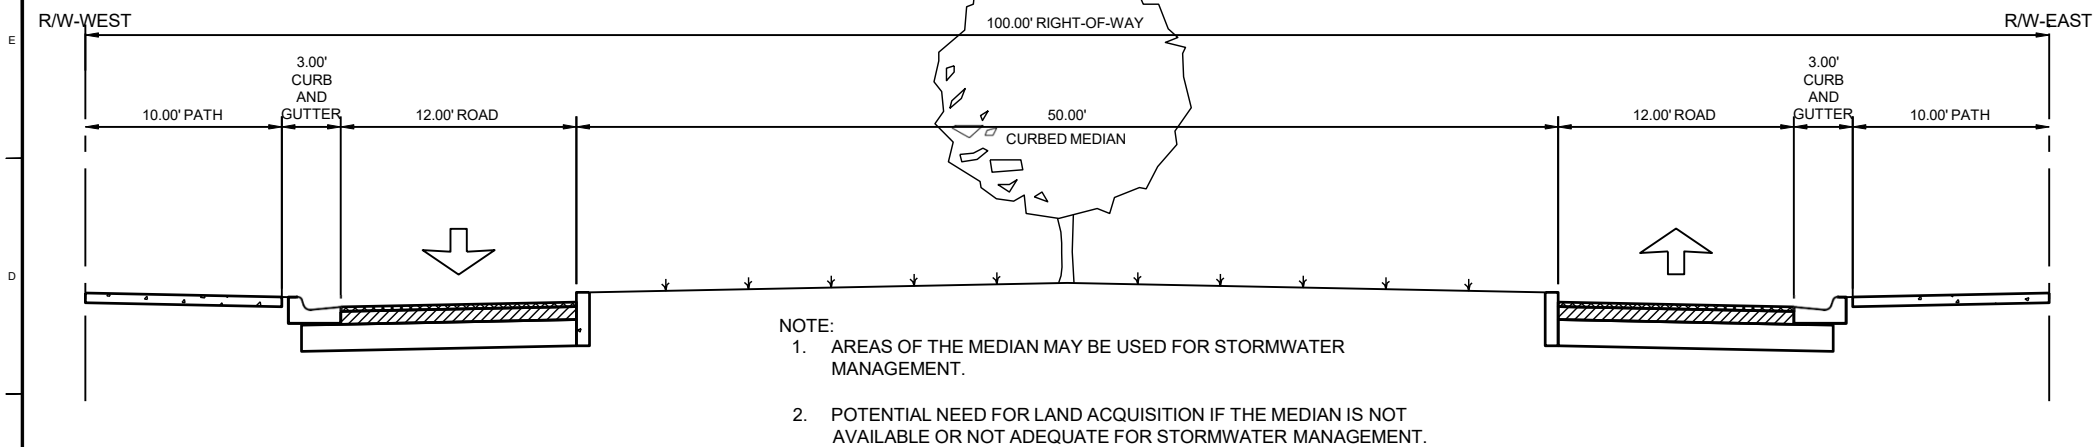 R/W-WEST
100.00' RIGHT-OF-WAY
R/W-EAST
E
3.00'
CURB
AND
GUTTER
3.00'
CURB
AND
GUTTER
10.00' PATH
12.00' ROAD
50.00'
CURBED MEDIAN
12.00' ROAD
10.00' PATH
D
NOTE:
1. AREAS OF THE MEDIAN MAY BE USED FOR STORMWATER
MANAGEMENT.
2. POTENTIAL NEED FOR LAND ACQUISITION IF THE MEDIAN IS NOT
AVAILABLE OR NOT ADEQUATE FOR STORMWATER MANAGEMENT.